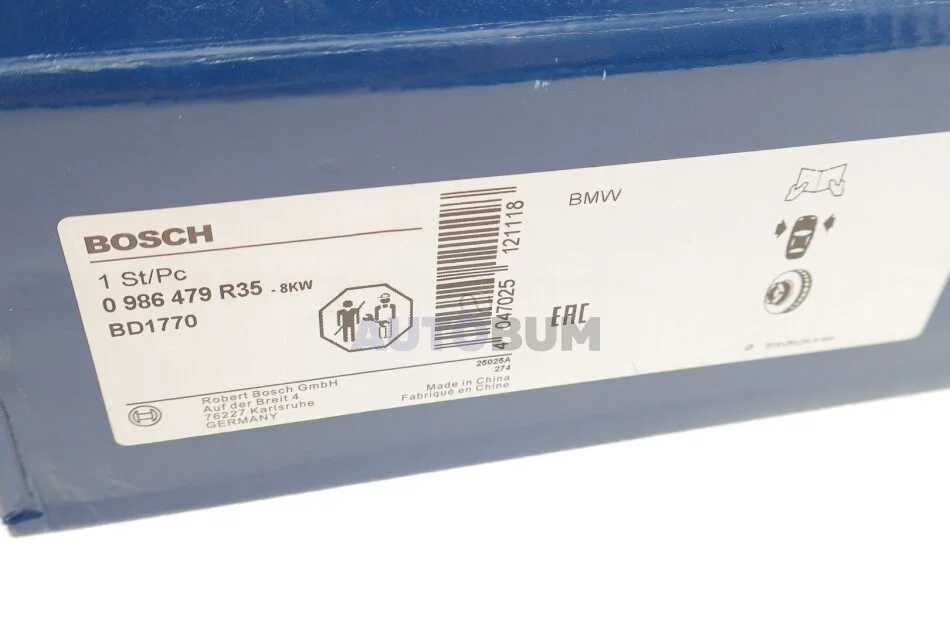 BOSCH
1 St/Pc
0 986 479 R35 - 8KW
BD1770
Robert Bosch GmbH
Auf der Breit 4
76227 Karlsruhe
GERMANY
4 047025 121118
25025A
274
Made in China
Fabriqué en Chine
BMW
EAC
AUTOBUM